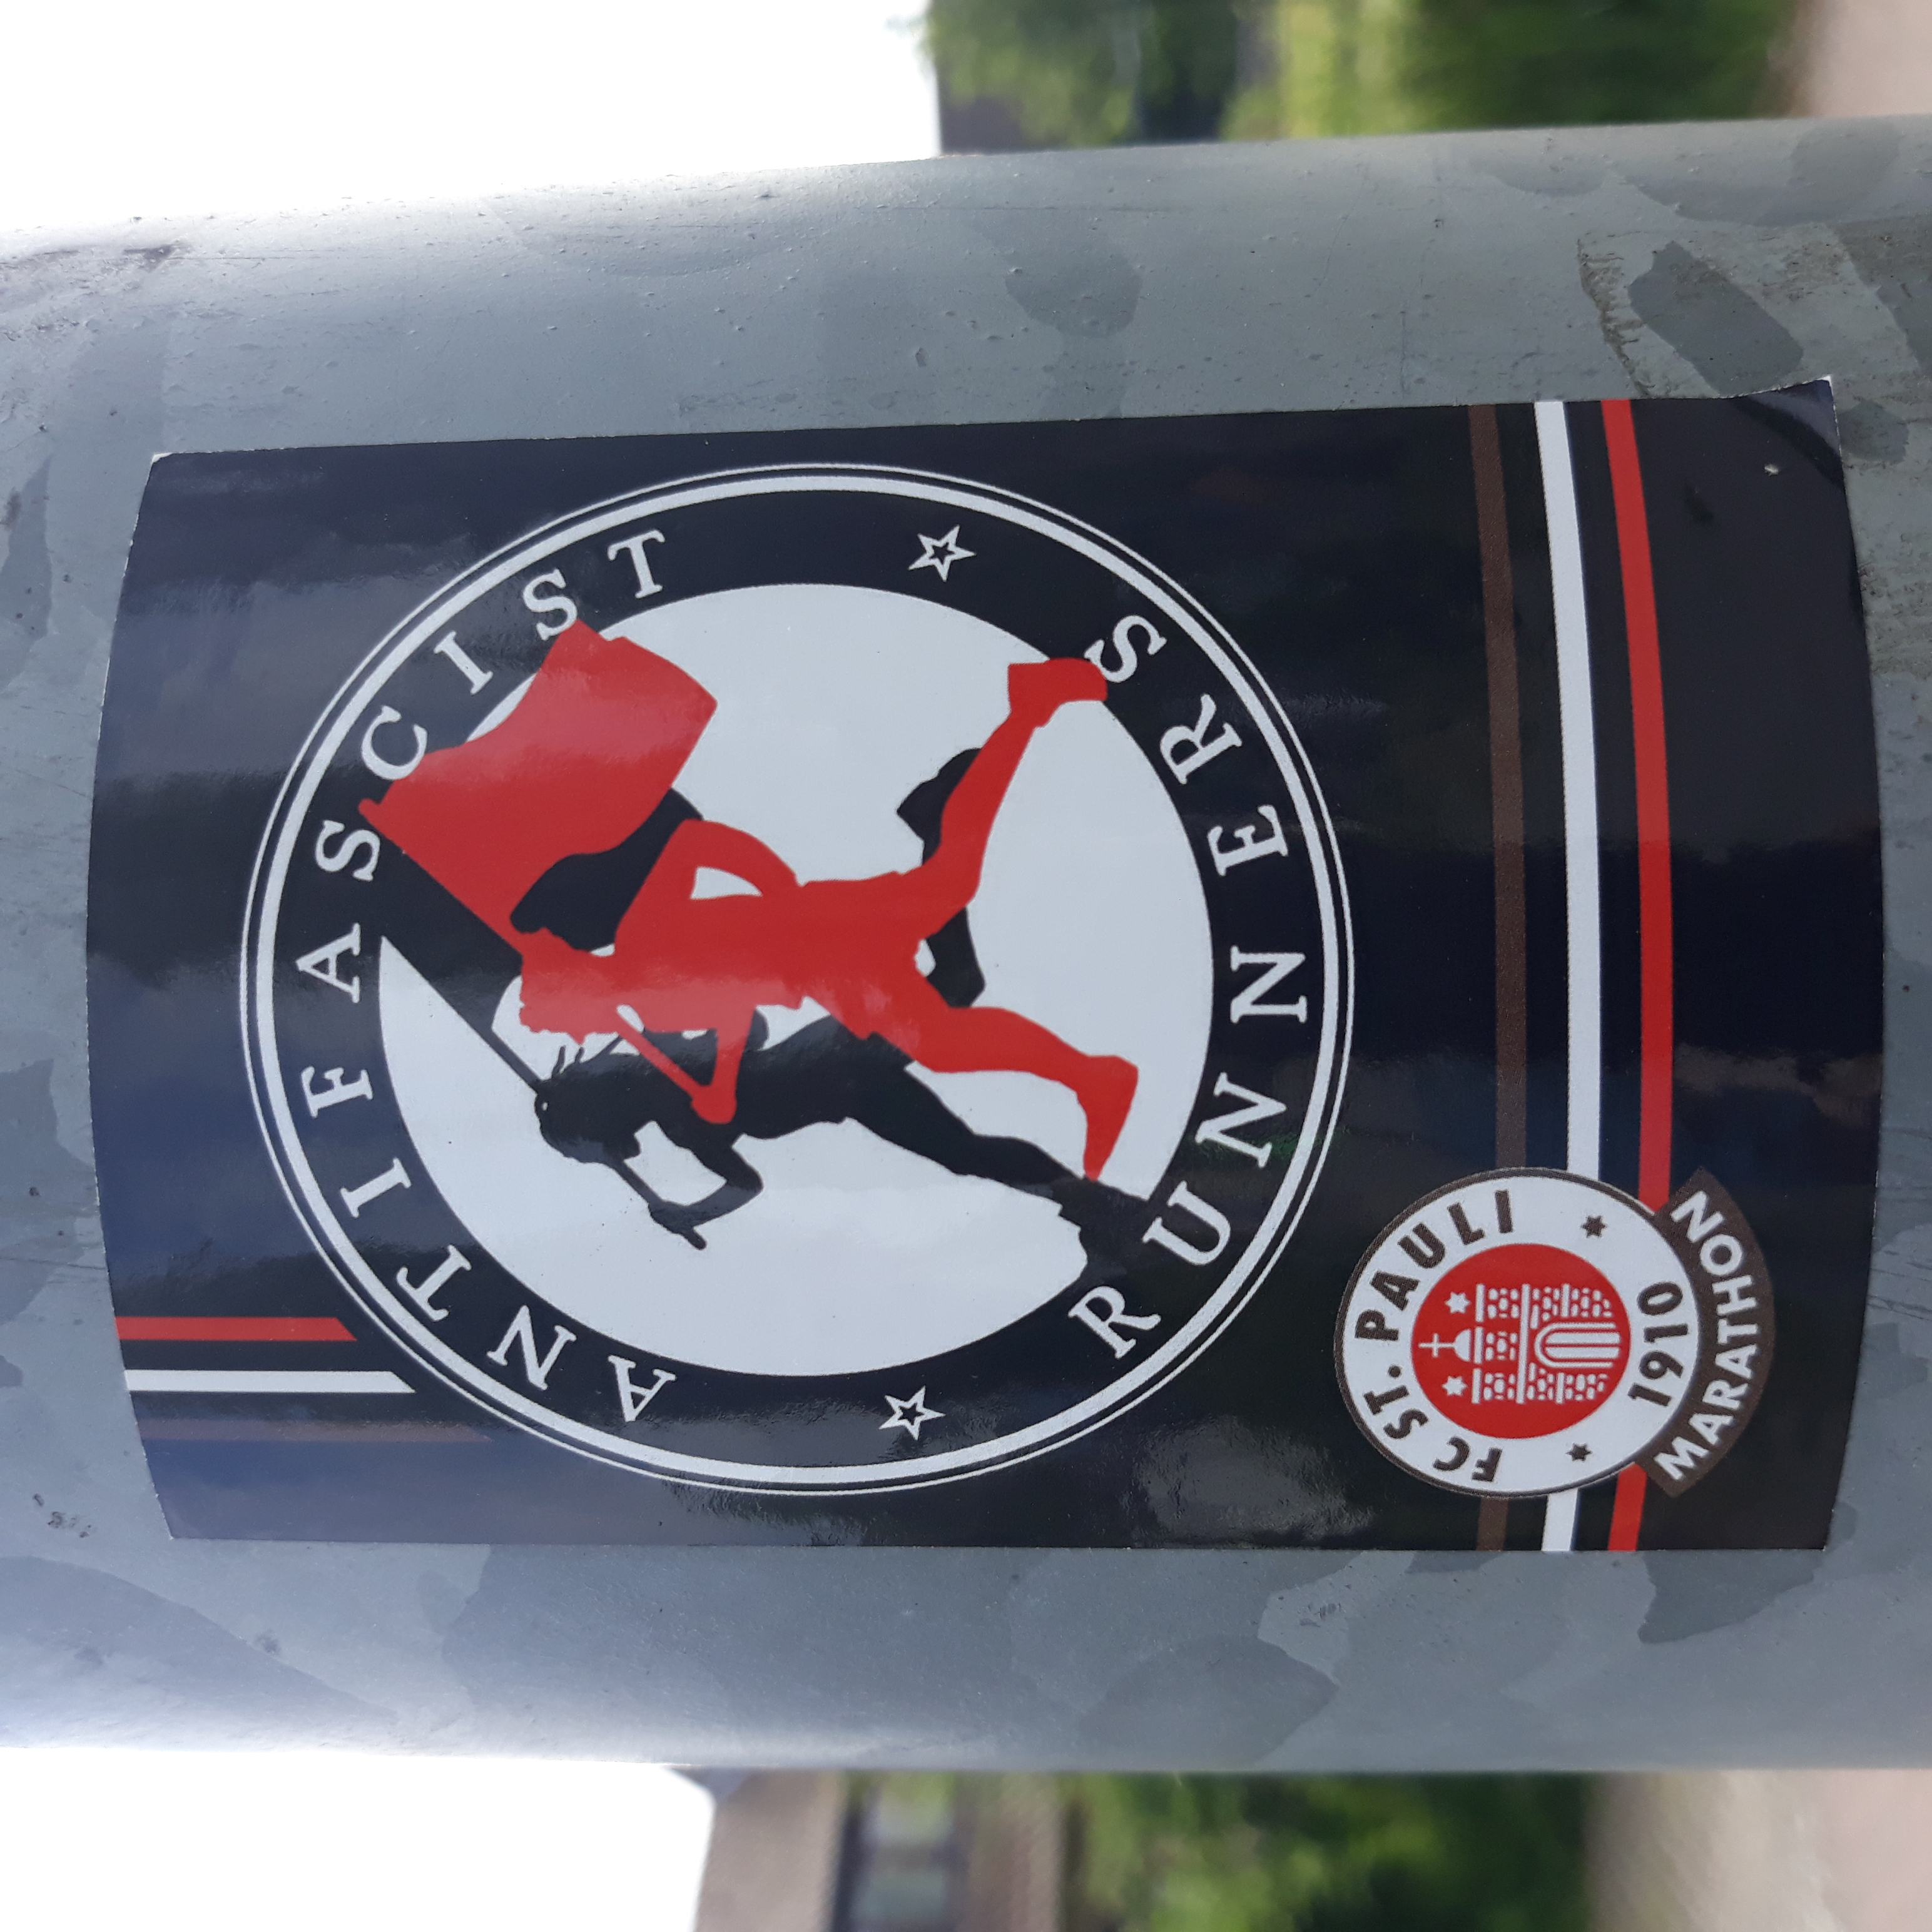 ANTIFASCIST
RUNNERS
FC ST. PAULI
1910
MARATHON